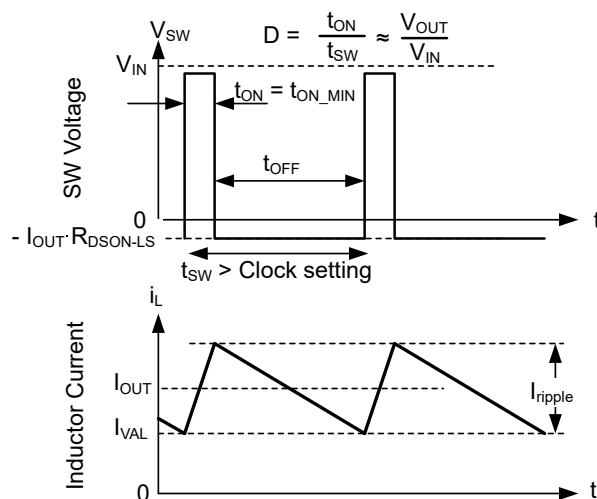 V_SW
D = t_ON / t_SW ≈ V_OUT / V_IN
V_IN
t_ON = t_ON_MIN
SW Voltage
t_OFF
0
t
- I_OUT·R_DSON-LS
t_SW > Clock setting
i_L
Inductor Current
I_OUT
I_ripple
I_VAL
0
t